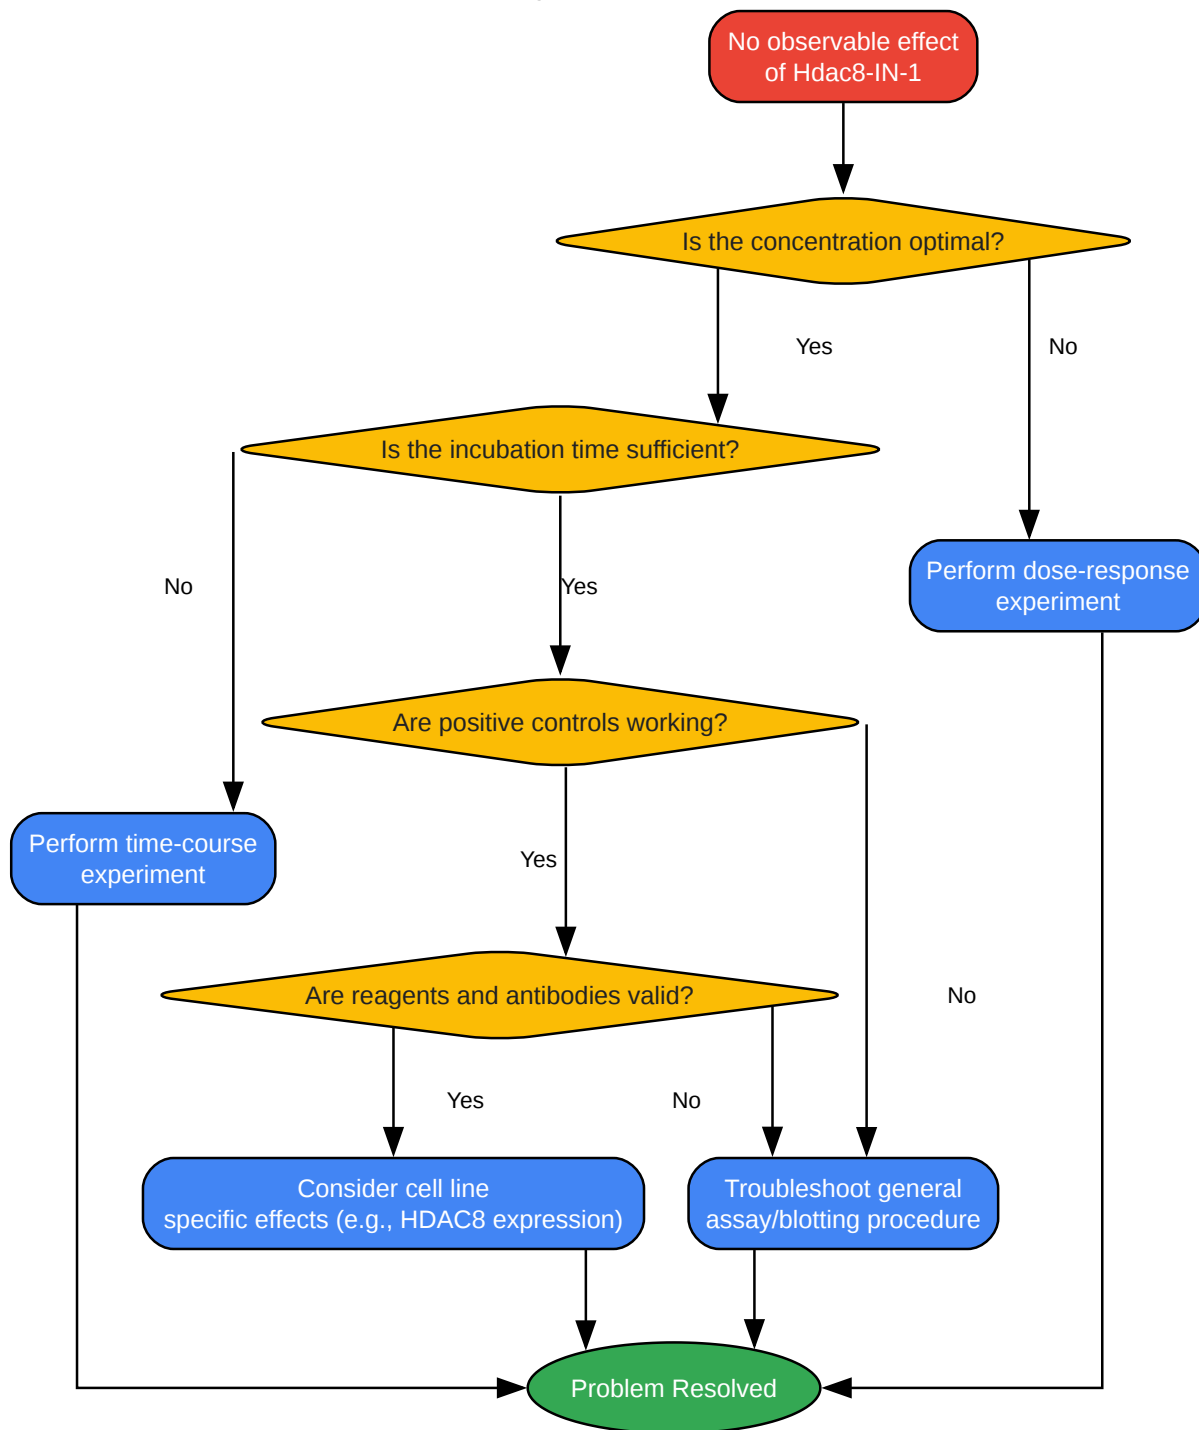 No observable effect
of Hdac8-IN-1
Is the concentration optimal?
Yes
No
Is the incubation time sufficient?
No
Yes
Perform dose-response
experiment
Are positive controls working?
Perform time-course
experiment
Yes
No
Are reagents and antibodies valid?
Yes
No
Consider cell line
specific effects (e.g., HDAC8 expression)
Troubleshoot general
assay/blotting procedure
Problem Resolved